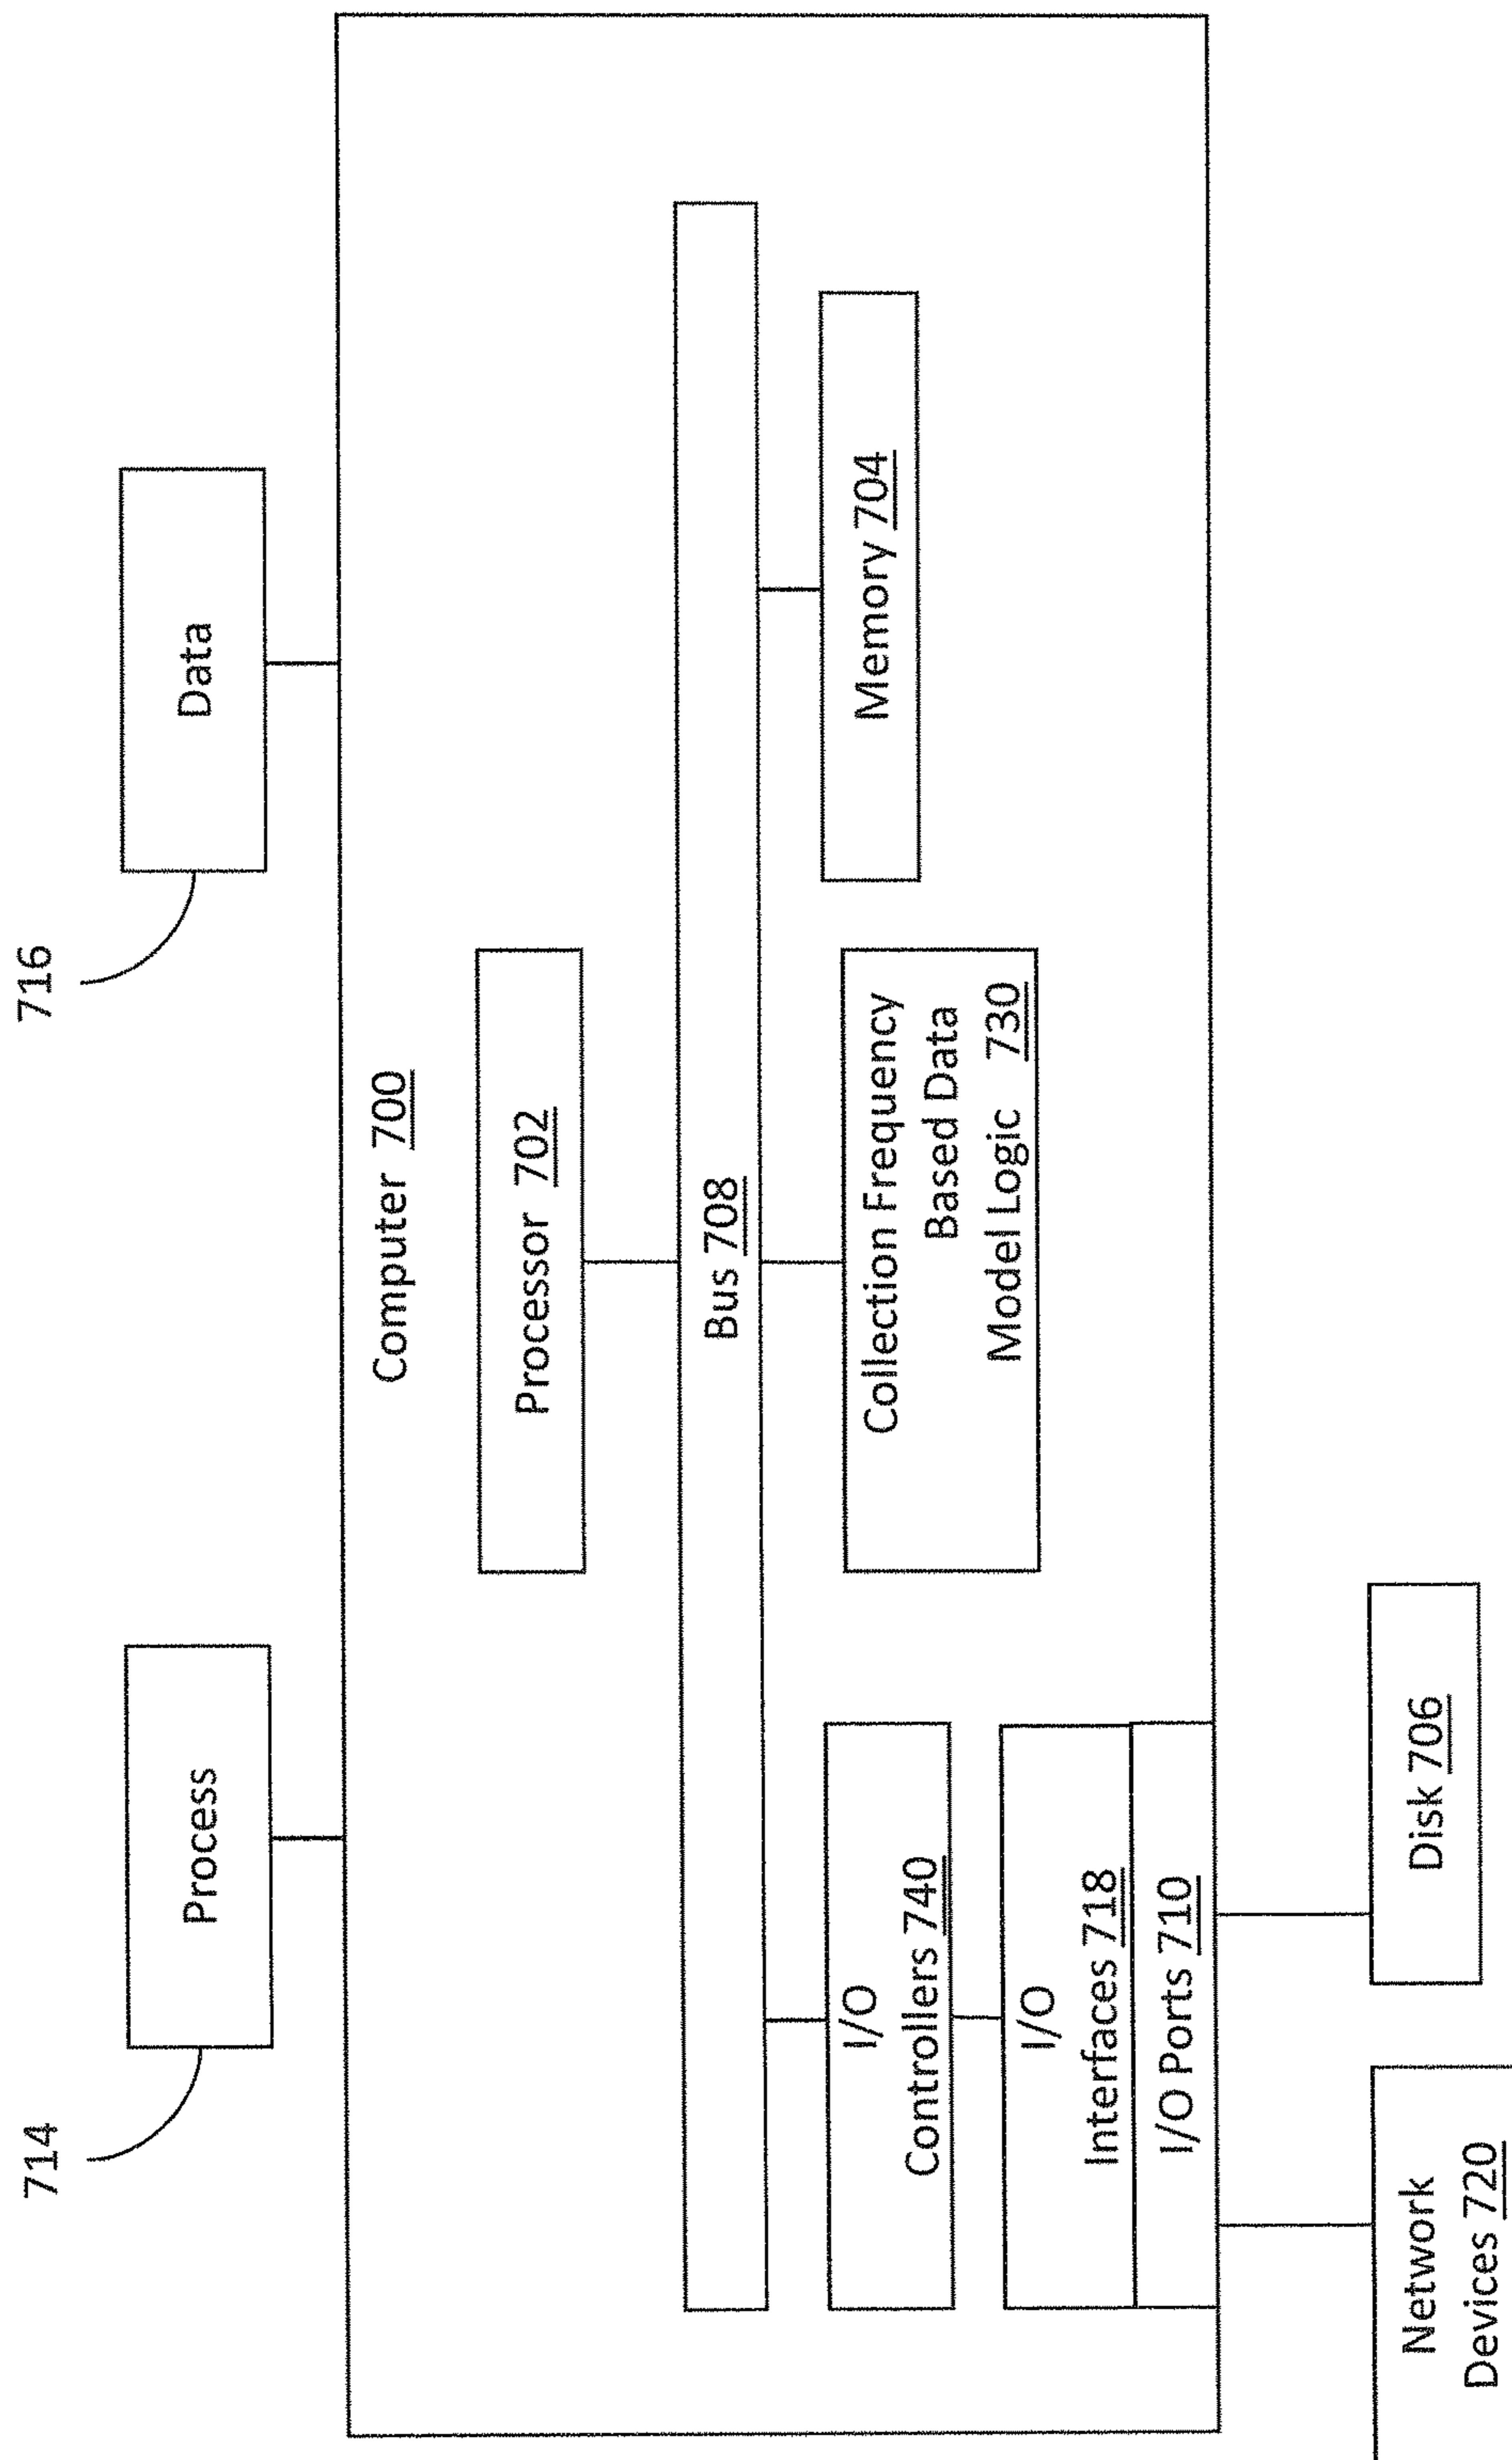 714
716
Process
Data
Computer 700
Processor 702
Bus 708
I/O
Controllers 740
Collection Frequency
Based Data
Model Logic 730
Memory 704
I/O
Interfaces 718
I/O Ports 710
Network
Devices 720
Disk 706